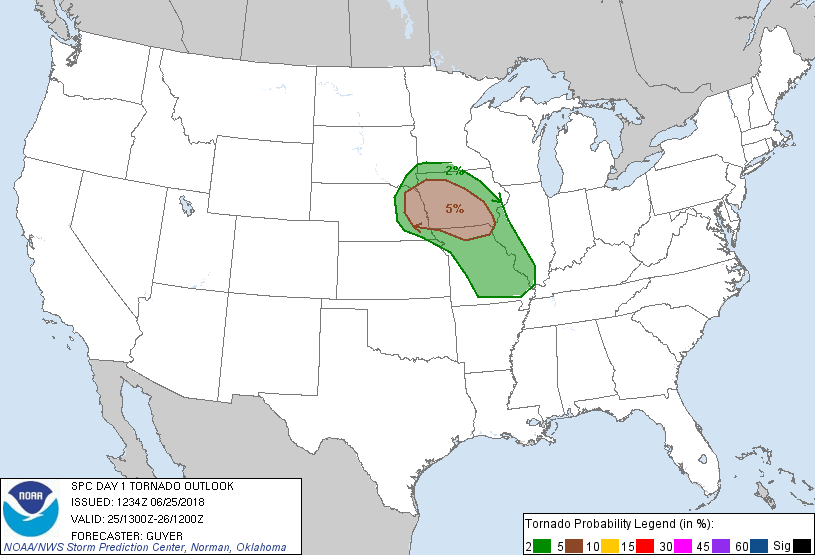 2%
5%
NOAA
SPC DAY 1 TORNADO OUTLOOK
ISSUED: 1234Z 06/25/2018
VALID: 25/1300Z-26/1200Z
FORECASTER: GUYER
NOAA/NWS Storm Prediction Center, Norman, Oklahoma
Tornado Probability Legend (in %):
2 5 10 15 30 45 60 Sig